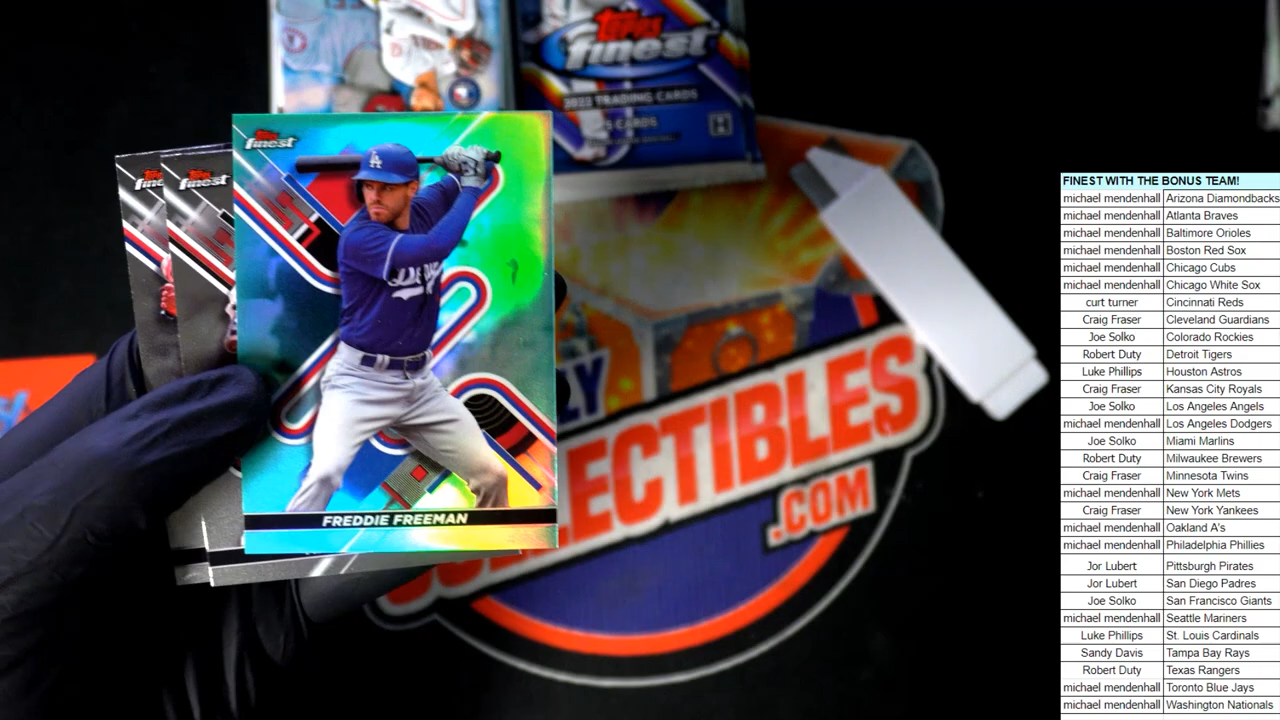 TOPPS
finest
2022 TRADING CARDS
5 CARDS
TOPPS
finest
TOPPS
finest
LA
FREDDIE FREEMAN
LLECTIBLES
.COM
FINEST WITH THE BONUS TEAM!
michael mendenhall Arizona Diamondbacks
michael mendenhall Atlanta Braves
michael mendenhall Baltimore Orioles
michael mendenhall Boston Red Sox
michael mendenhall Chicago Cubs
michael mendenhall Chicago White Sox
curt turner Cincinnati Reds
Craig Fraser Cleveland Guardians
Joe Solko Colorado Rockies
Robert Duty Detroit Tigers
Luke Phillips Houston Astros
Craig Fraser Kansas City Royals
Joe Solko Los Angeles Angels
michael mendenhall Los Angeles Dodgers
Joe Solko Miami Marlins
Robert Duty Milwaukee Brewers
Craig Fraser Minnesota Twins
michael mendenhall New York Mets
Craig Fraser New York Yankees
michael mendenhall Oakland A's
michael mendenhall Philadelphia Phillies
Jor Lubert Pittsburgh Pirates
Jor Lubert San Diego Padres
Joe Solko San Francisco Giants
michael mendenhall Seattle Mariners
Luke Phillips St. Louis Cardinals
Sandy Davis Tampa Bay Rays
Robert Duty Texas Rangers
michael mendenhall Toronto Blue Jays
michael mendenhall Washington Nationals